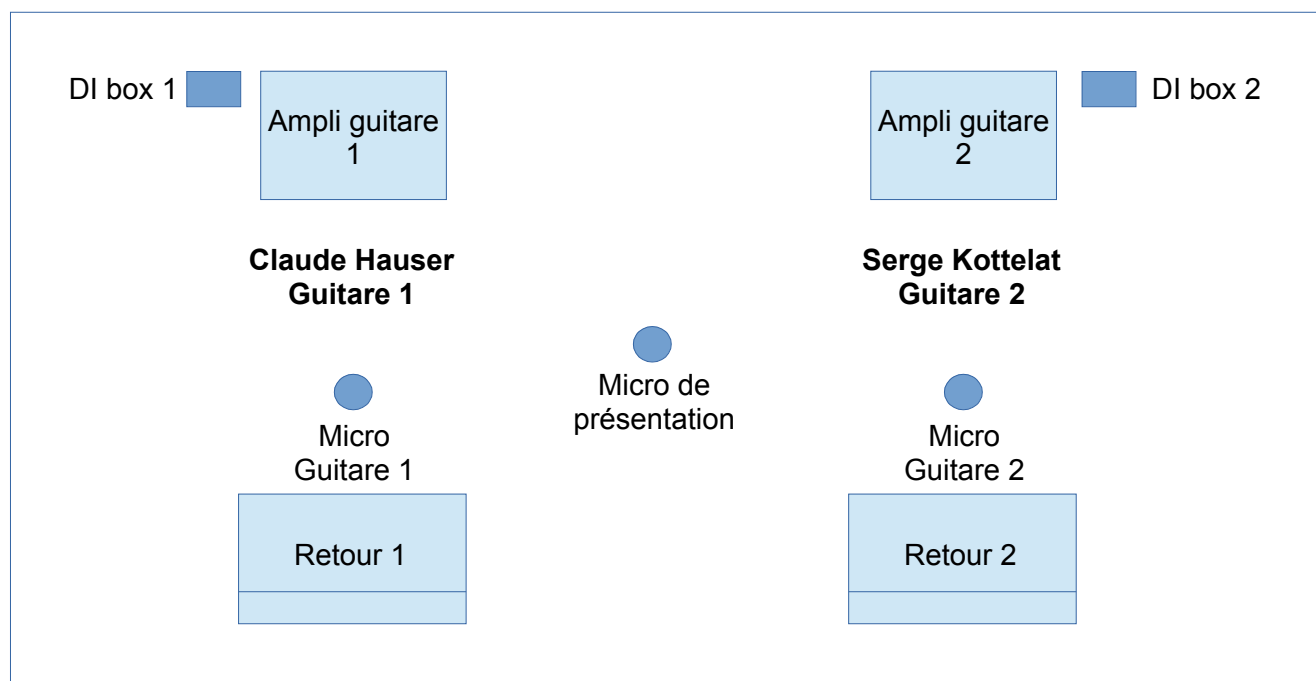 DI box 1
Ampli guitare
1
Ampli guitare
2
DI box 2
Claude Hauser
Guitare 1
Serge Kottelat
Guitare 2
Micro de
présentation
Micro
Guitare 1
Micro
Guitare 2
Retour 1
Retour 2